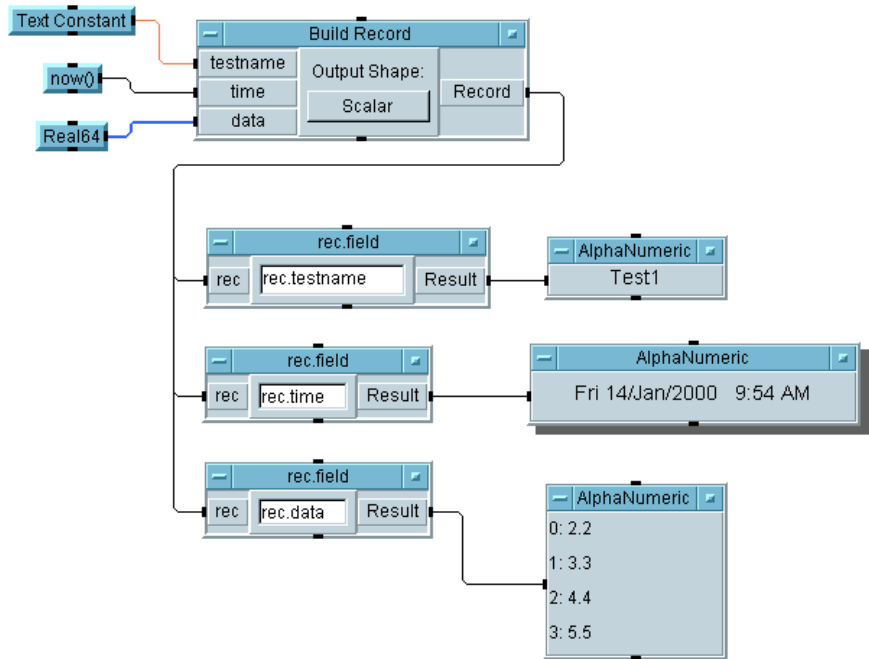 Text Constant
Build Record
testname
Output Shape:
now()
time
Scalar
Record
data
Real64
rec.field
AlphaNumeric
rec
rec.testname
Result
Test1
rec.field
AlphaNumeric
rec
rec.time
Result
Fri 14/Jan/2000 9:54 AM
rec.field
AlphaNumeric
rec
rec.data
Result
0: 2.2
1: 3.3
2: 4.4
3: 5.5